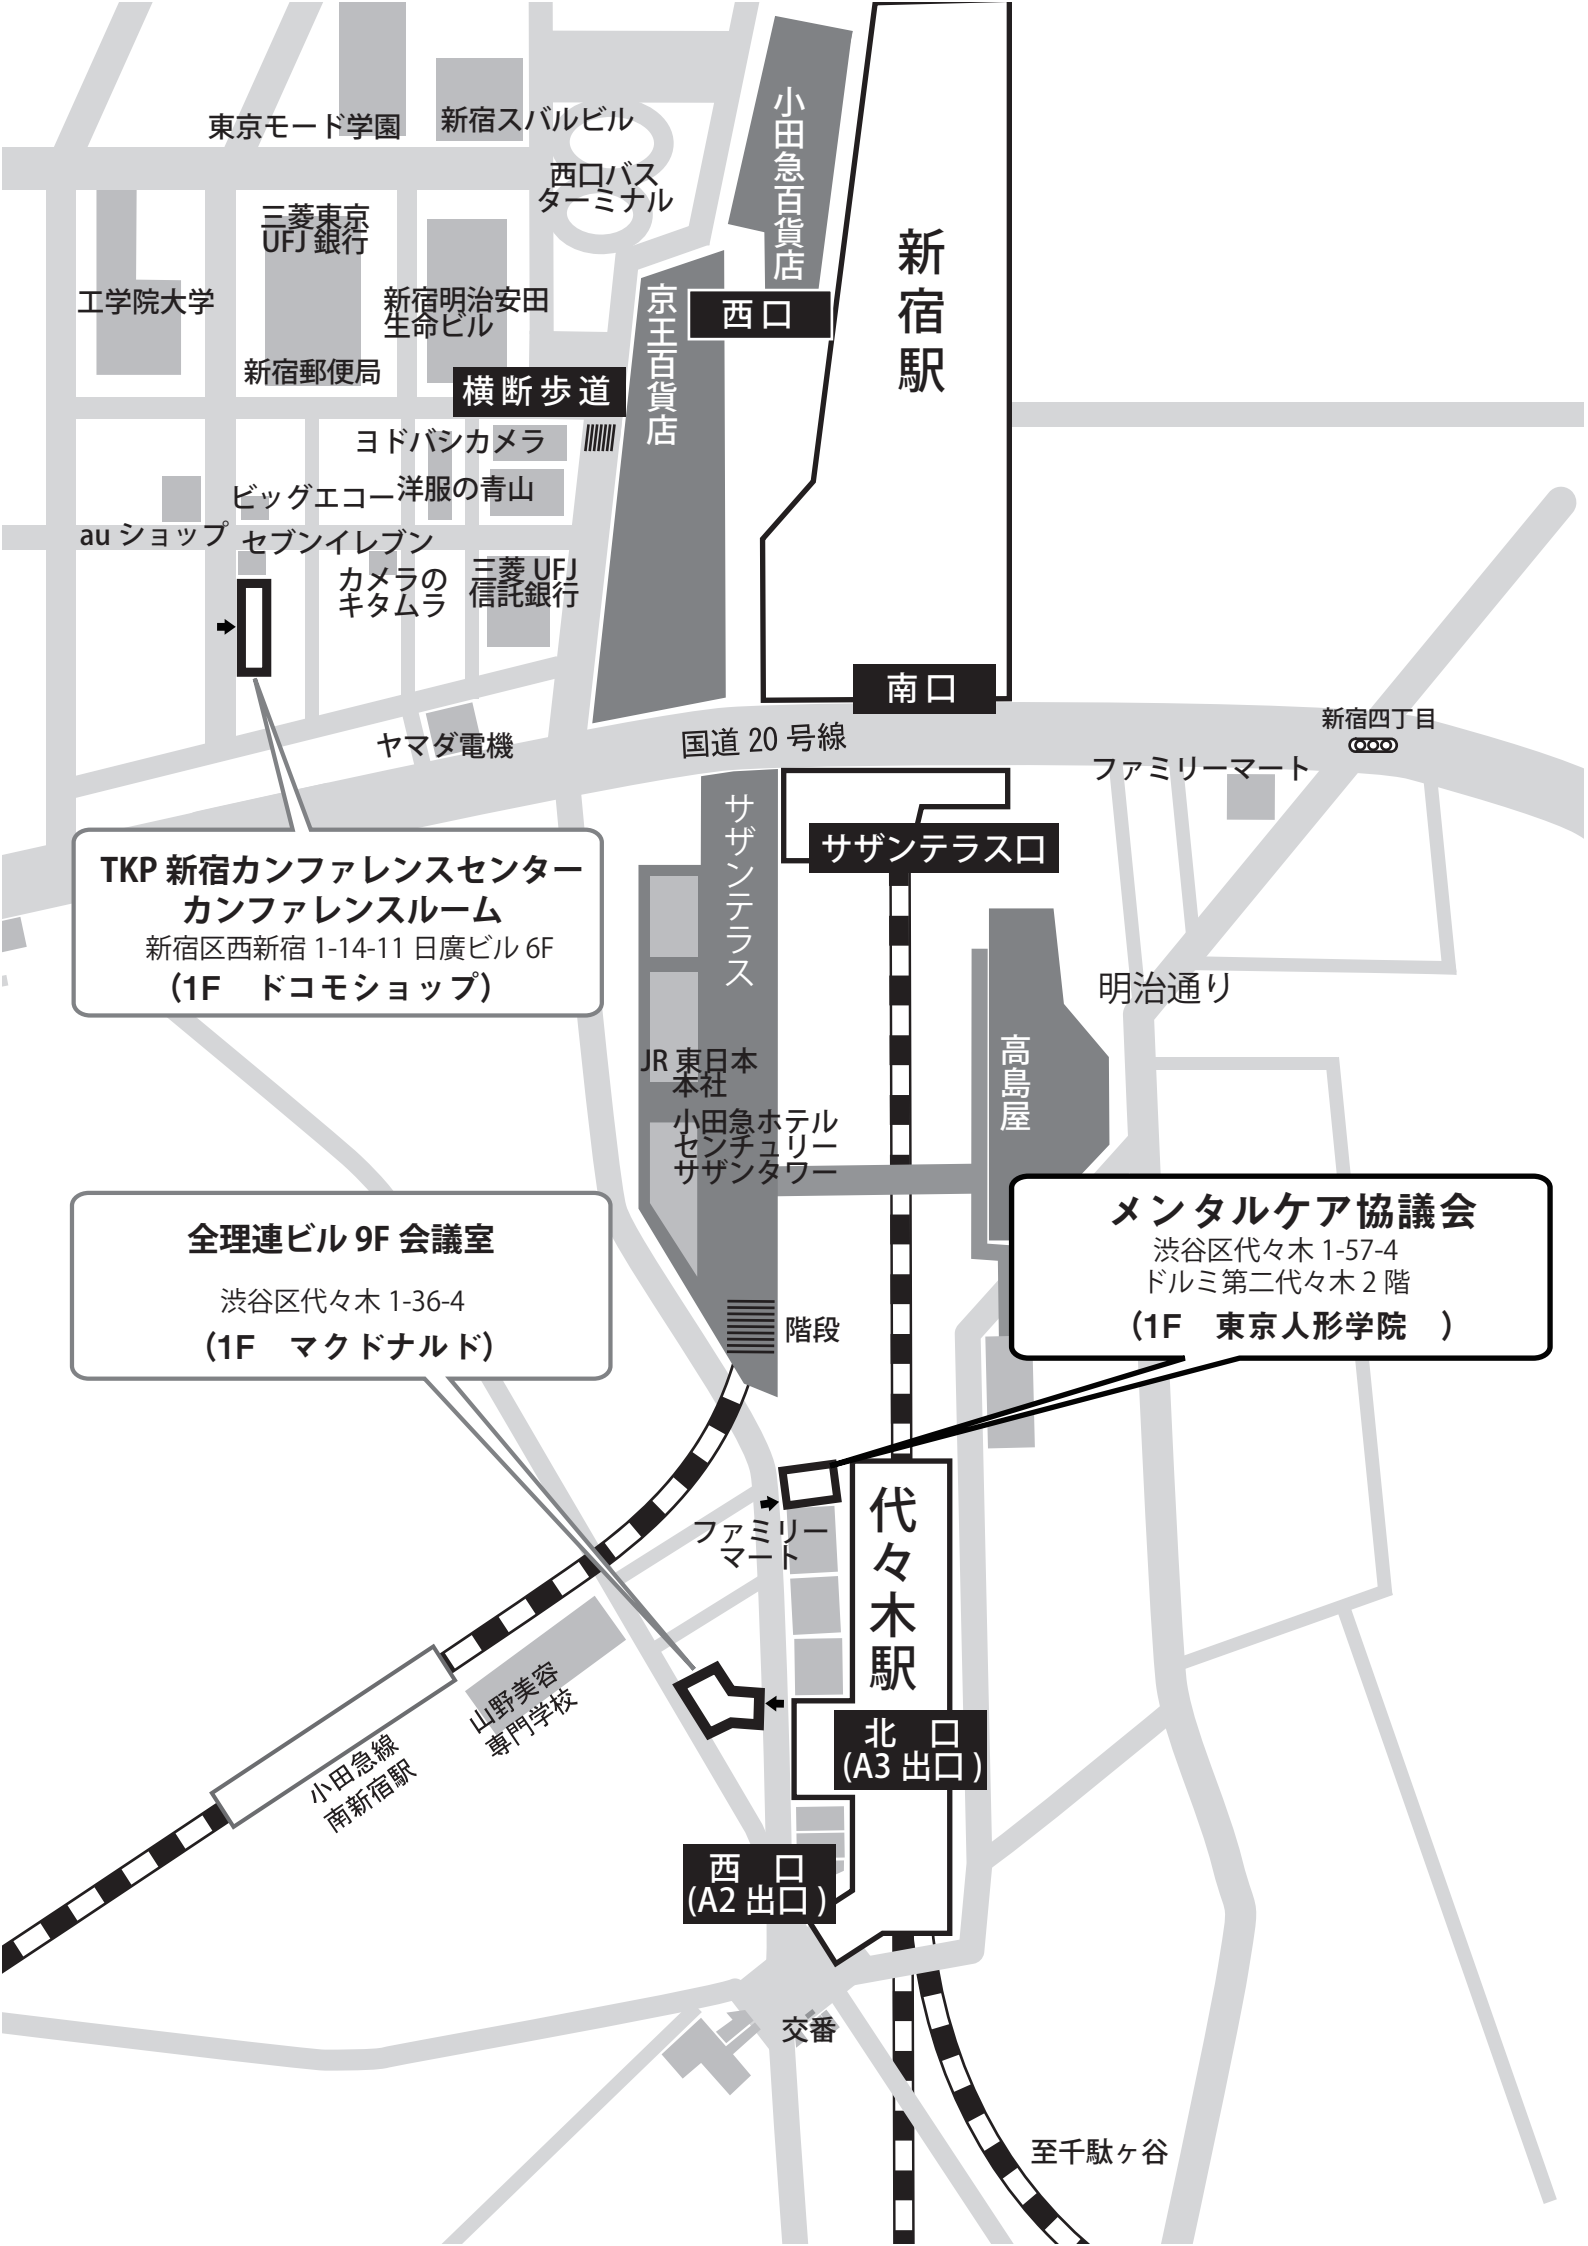 東京モード学園
新宿スバルビル
西口バス
ターミナル
小田急百貨店
新宿駅
三菱東京
UFJ 銀行
工学院大学
新宿明治安田
生命ビル
京王百貨店
西口
新宿郵便局
横断歩道
ヨドバシカメラ
ビッグエコー
洋服の青山
au ショップ
セブンイレブン
カメラの
キタムラ
三菱 UFJ
信託銀行
南口
ヤマダ電機
国道 20 号線
新宿四丁目
ファミリーマート
サザンテラス
サザンテラス口
TKP 新宿カンファレンスセンター
カンファレンスルーム
新宿区西新宿 1-14-11 日廣ビル 6F
（1F　ドコモショップ）
明治通り
高島屋
JR 東日本
本社
小田急ホテル
センチュリー
サザンタワー
全理連ビル 9F 会議室
渋谷区代々木 1-36-4
（1F　マクドナルド）
メンタルケア協議会
渋谷区代々木 1-57-4
ドルミ第二代々木 2 階
（1F　東京人形学院　）
階段
ファミリー
マート
代々木駅
山野美容
専門学校
小田急線
南新宿駅
北　口
(A3 出口 )
西　口
(A2 出口 )
交番
至千駄ヶ谷